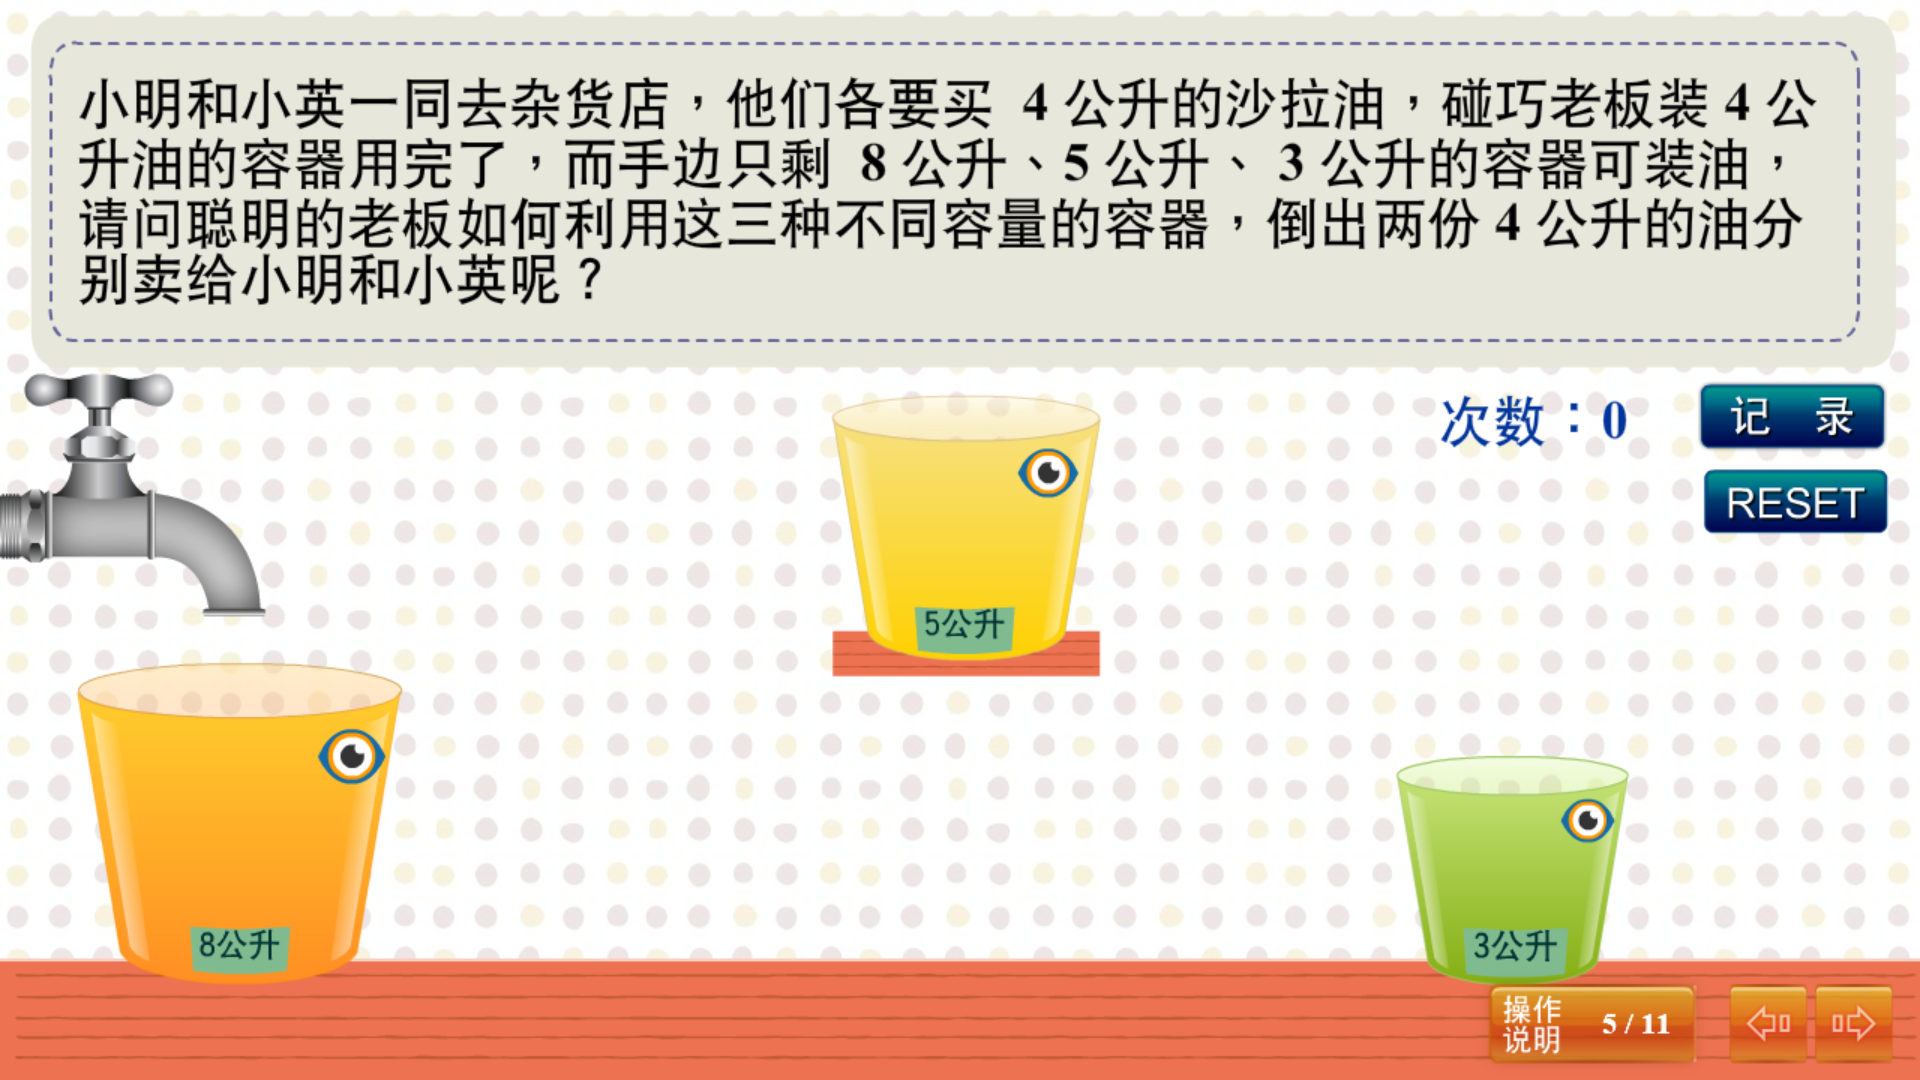 小明和小英一同去杂货店，他们各要买 4 公升的沙拉油，碰巧老板装 4 公
升油的容器用完了，而手边只剩 8 公升、5 公升、 3 公升的容器可装油，
请问聪明的老板如何利用这三种不同容量的容器，倒出两份 4 公升的油分
别卖给小明和小英呢？
次数：0
记 录
RESET
5公升
8公升
3公升
操作
说明
5 / 11